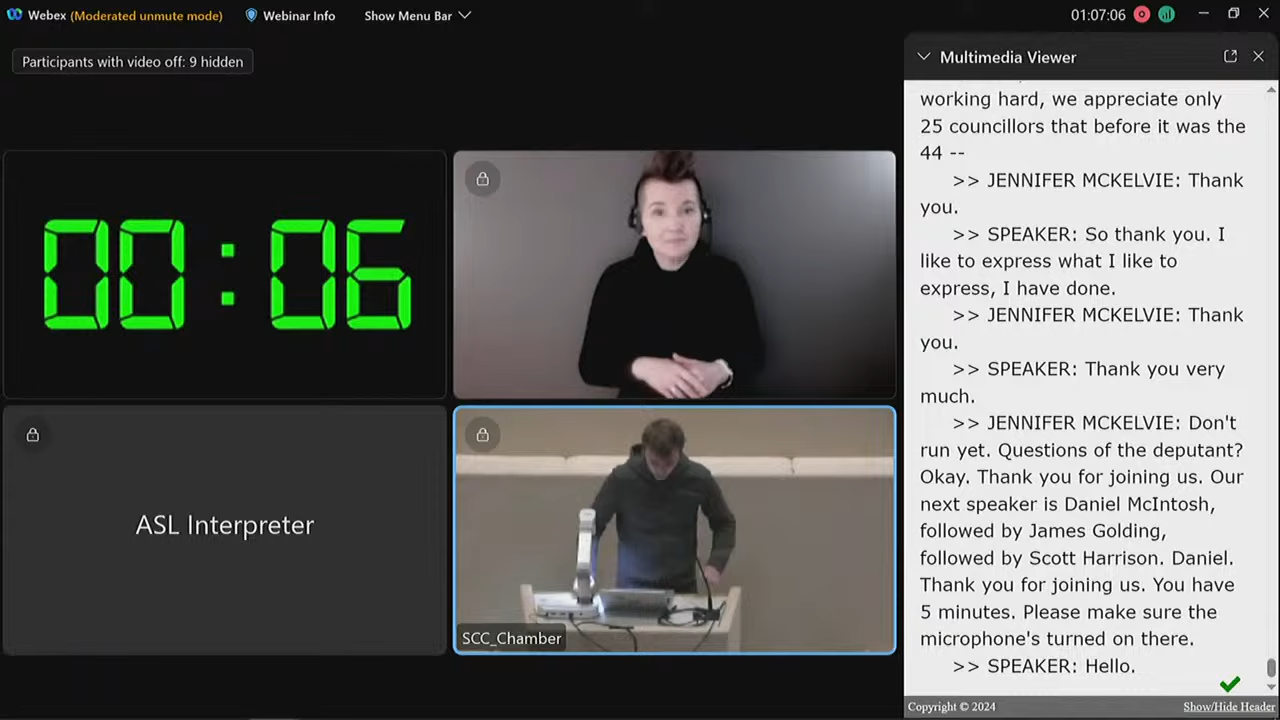 Webex (Moderated unmute mode)
Webinar Info
Show Menu Bar
01:07:06
Participants with video off: 9 hidden
Multimedia Viewer
00:06
ASL Interpreter
SCC_Chamber
working hard, we appreciate only
25 councillors that before it was the
44 --
>> JENNIFER MCKELVIE: Thank
you.
>> SPEAKER: So thank you. I
like to express what I like to
express, I have done.
>> JENNIFER MCKELVIE: Thank
you.
>> SPEAKER: Thank you very
much.
>> JENNIFER MCKELVIE: Don't
run yet. Questions of the deputant?
Okay. Thank you for joining us. Our
next speaker is Daniel McIntosh,
followed by James Golding,
followed by Scott Harrison. Daniel.
Thank you for joining us. You have
5 minutes. Please make sure the
microphone's turned on there.
>> SPEAKER: Hello.
Copyright © 2024
Show/Hide Header